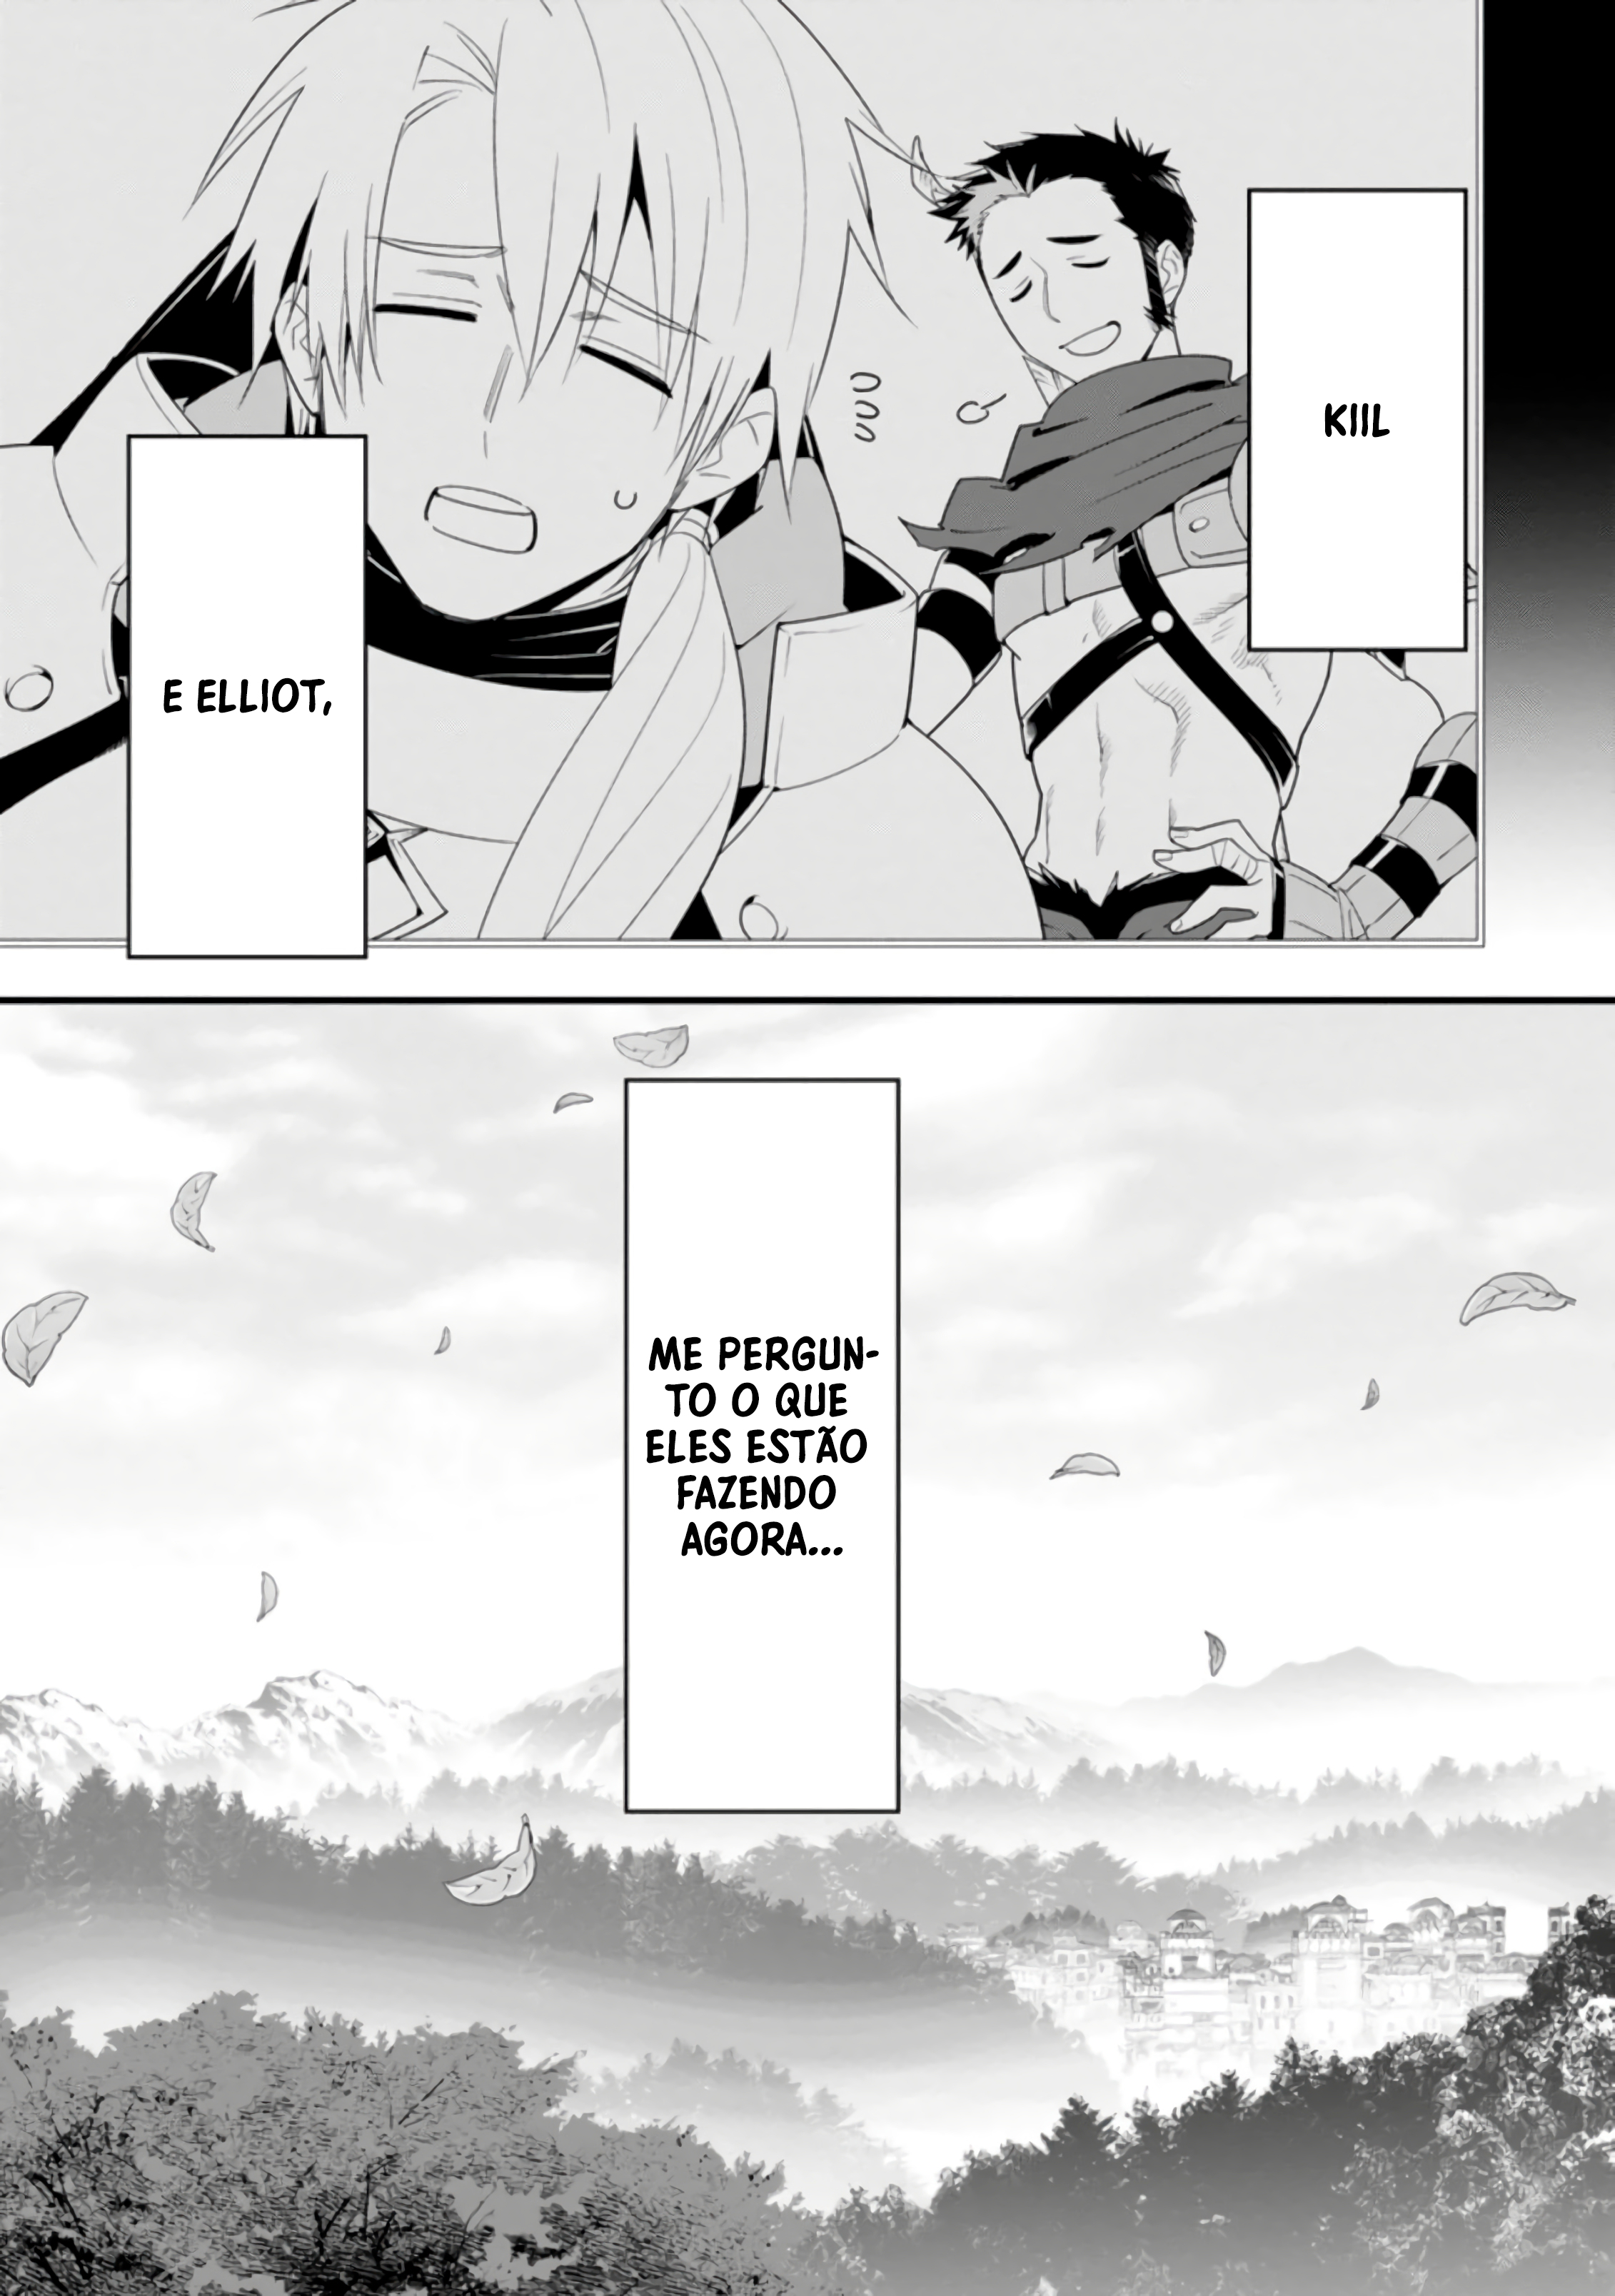 KIIL
E ELLIOT,
ME PERGUN-
TO O QUE
ELES ESTÃO
FAZENDO
AGORA...